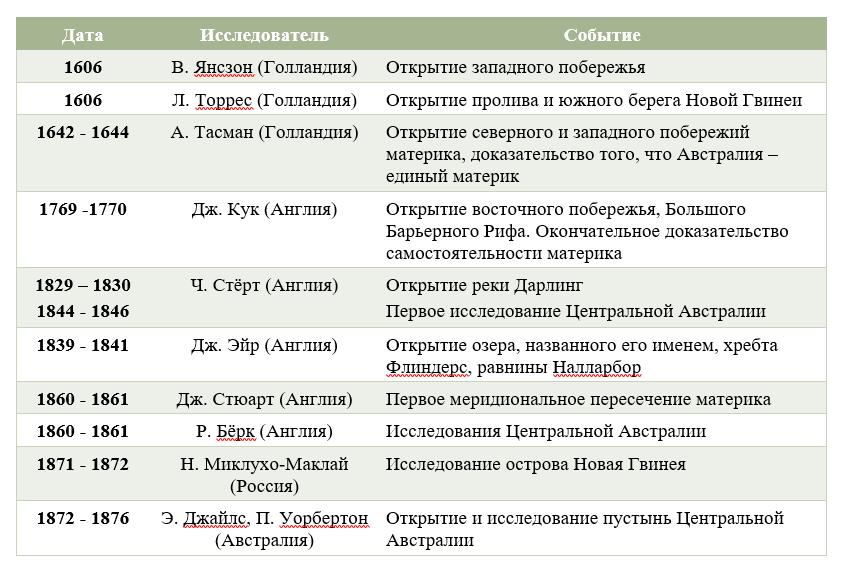 Дата Исследователь Событие
1606 В. Янсзон (Голландия) Открытие западного побережья
1606 Л. Торрес (Голландия) Открытие пролива и южного берега Новой Гвинеи
1642 - 1644 А. Тасман (Голландия) Открытие северного и западного побережий
материка, доказательство того, что Австралия –
единый материк
1769 -1770 Дж. Кук (Англия) Открытие восточного побережья, Большого
Барьерного Рифа. Окончательное доказательство
самостоятельности материка
1829 – 1830 Ч. Стёрт (Англия) Открытие реки Дарлинг
1844 - 1846 Первое исследование Центральной Австралии
1839 - 1841 Дж. Эйр (Англия) Открытие озера, названного его именем, хребта
Флиндерс, равнины Налларбор
1860 - 1861 Дж. Стюарт (Англия) Первое меридиональное пересечение материка
1860 - 1861 Р. Бёрк (Англия) Исследования Центральной Австралии
1871 - 1872 Н. Миклухо-Маклай Исследование острова Новая Гвинея
(Россия)
1872 - 1876 Э. Джайлс, П. Уорбертон Открытие и исследование пустынь Центральной
(Австралия) Австралии